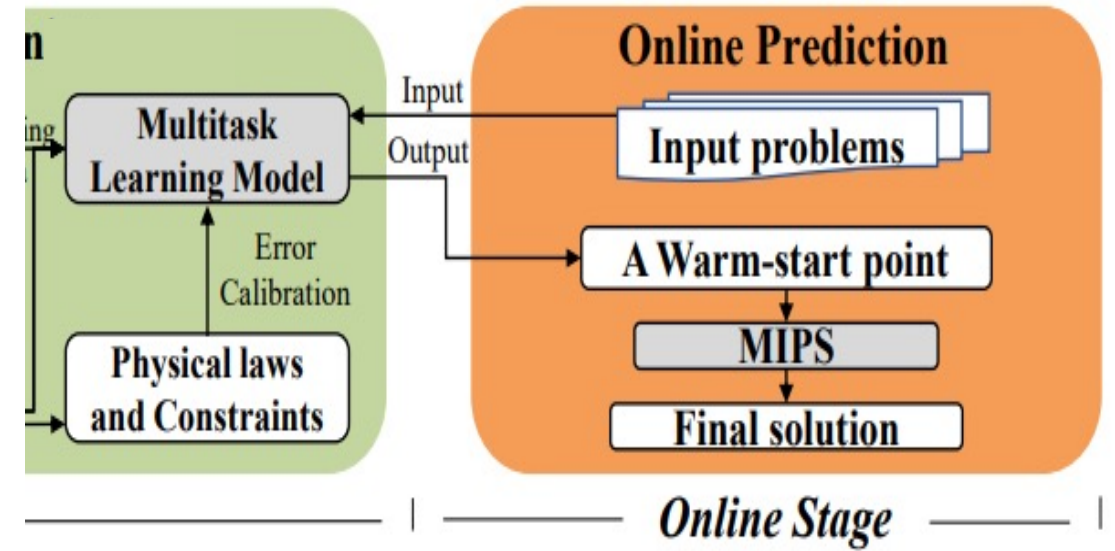 n
Online Prediction
Input
ing
Multitask
Learning Model
Output
Input problems
Error
Calibration
A Warm-start point
MIPS
Physical laws
and Constraints
Final solution
Online Stage